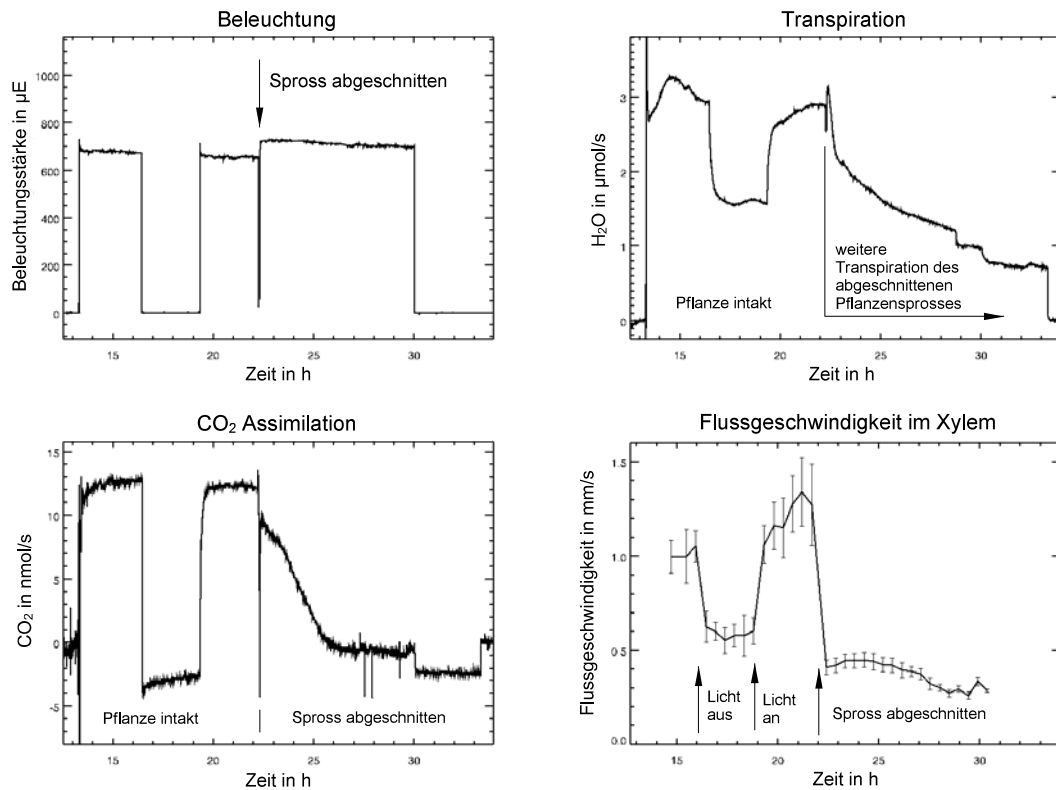 Beleuchtung
Beleuchtungsstärke in µE
1000
800
600
400
200
0
Spross abgeschnitten
15
20
25
30
Zeit in h
Transpiration
H₂O in µmol/s
4
3
2
1
0
Pflanze intakt
weitere
Transpiration des
abgeschnittenen
Pflanzensprosses
15
20
25
30
Zeit in h
CO₂ Assimilation
CO₂ in nmol/s
15
10
5
0
-5
Pflanze intakt
Spross abgeschnitten
15
20
25
30
Zeit in h
Flussgeschwindigkeit im Xylem
Flussgeschwindigkeit in mm/s
1.5
1.0
0.5
0.0
Licht
aus
Licht
an
Spross abgeschnitten
15
20
25
30
Zeit in h